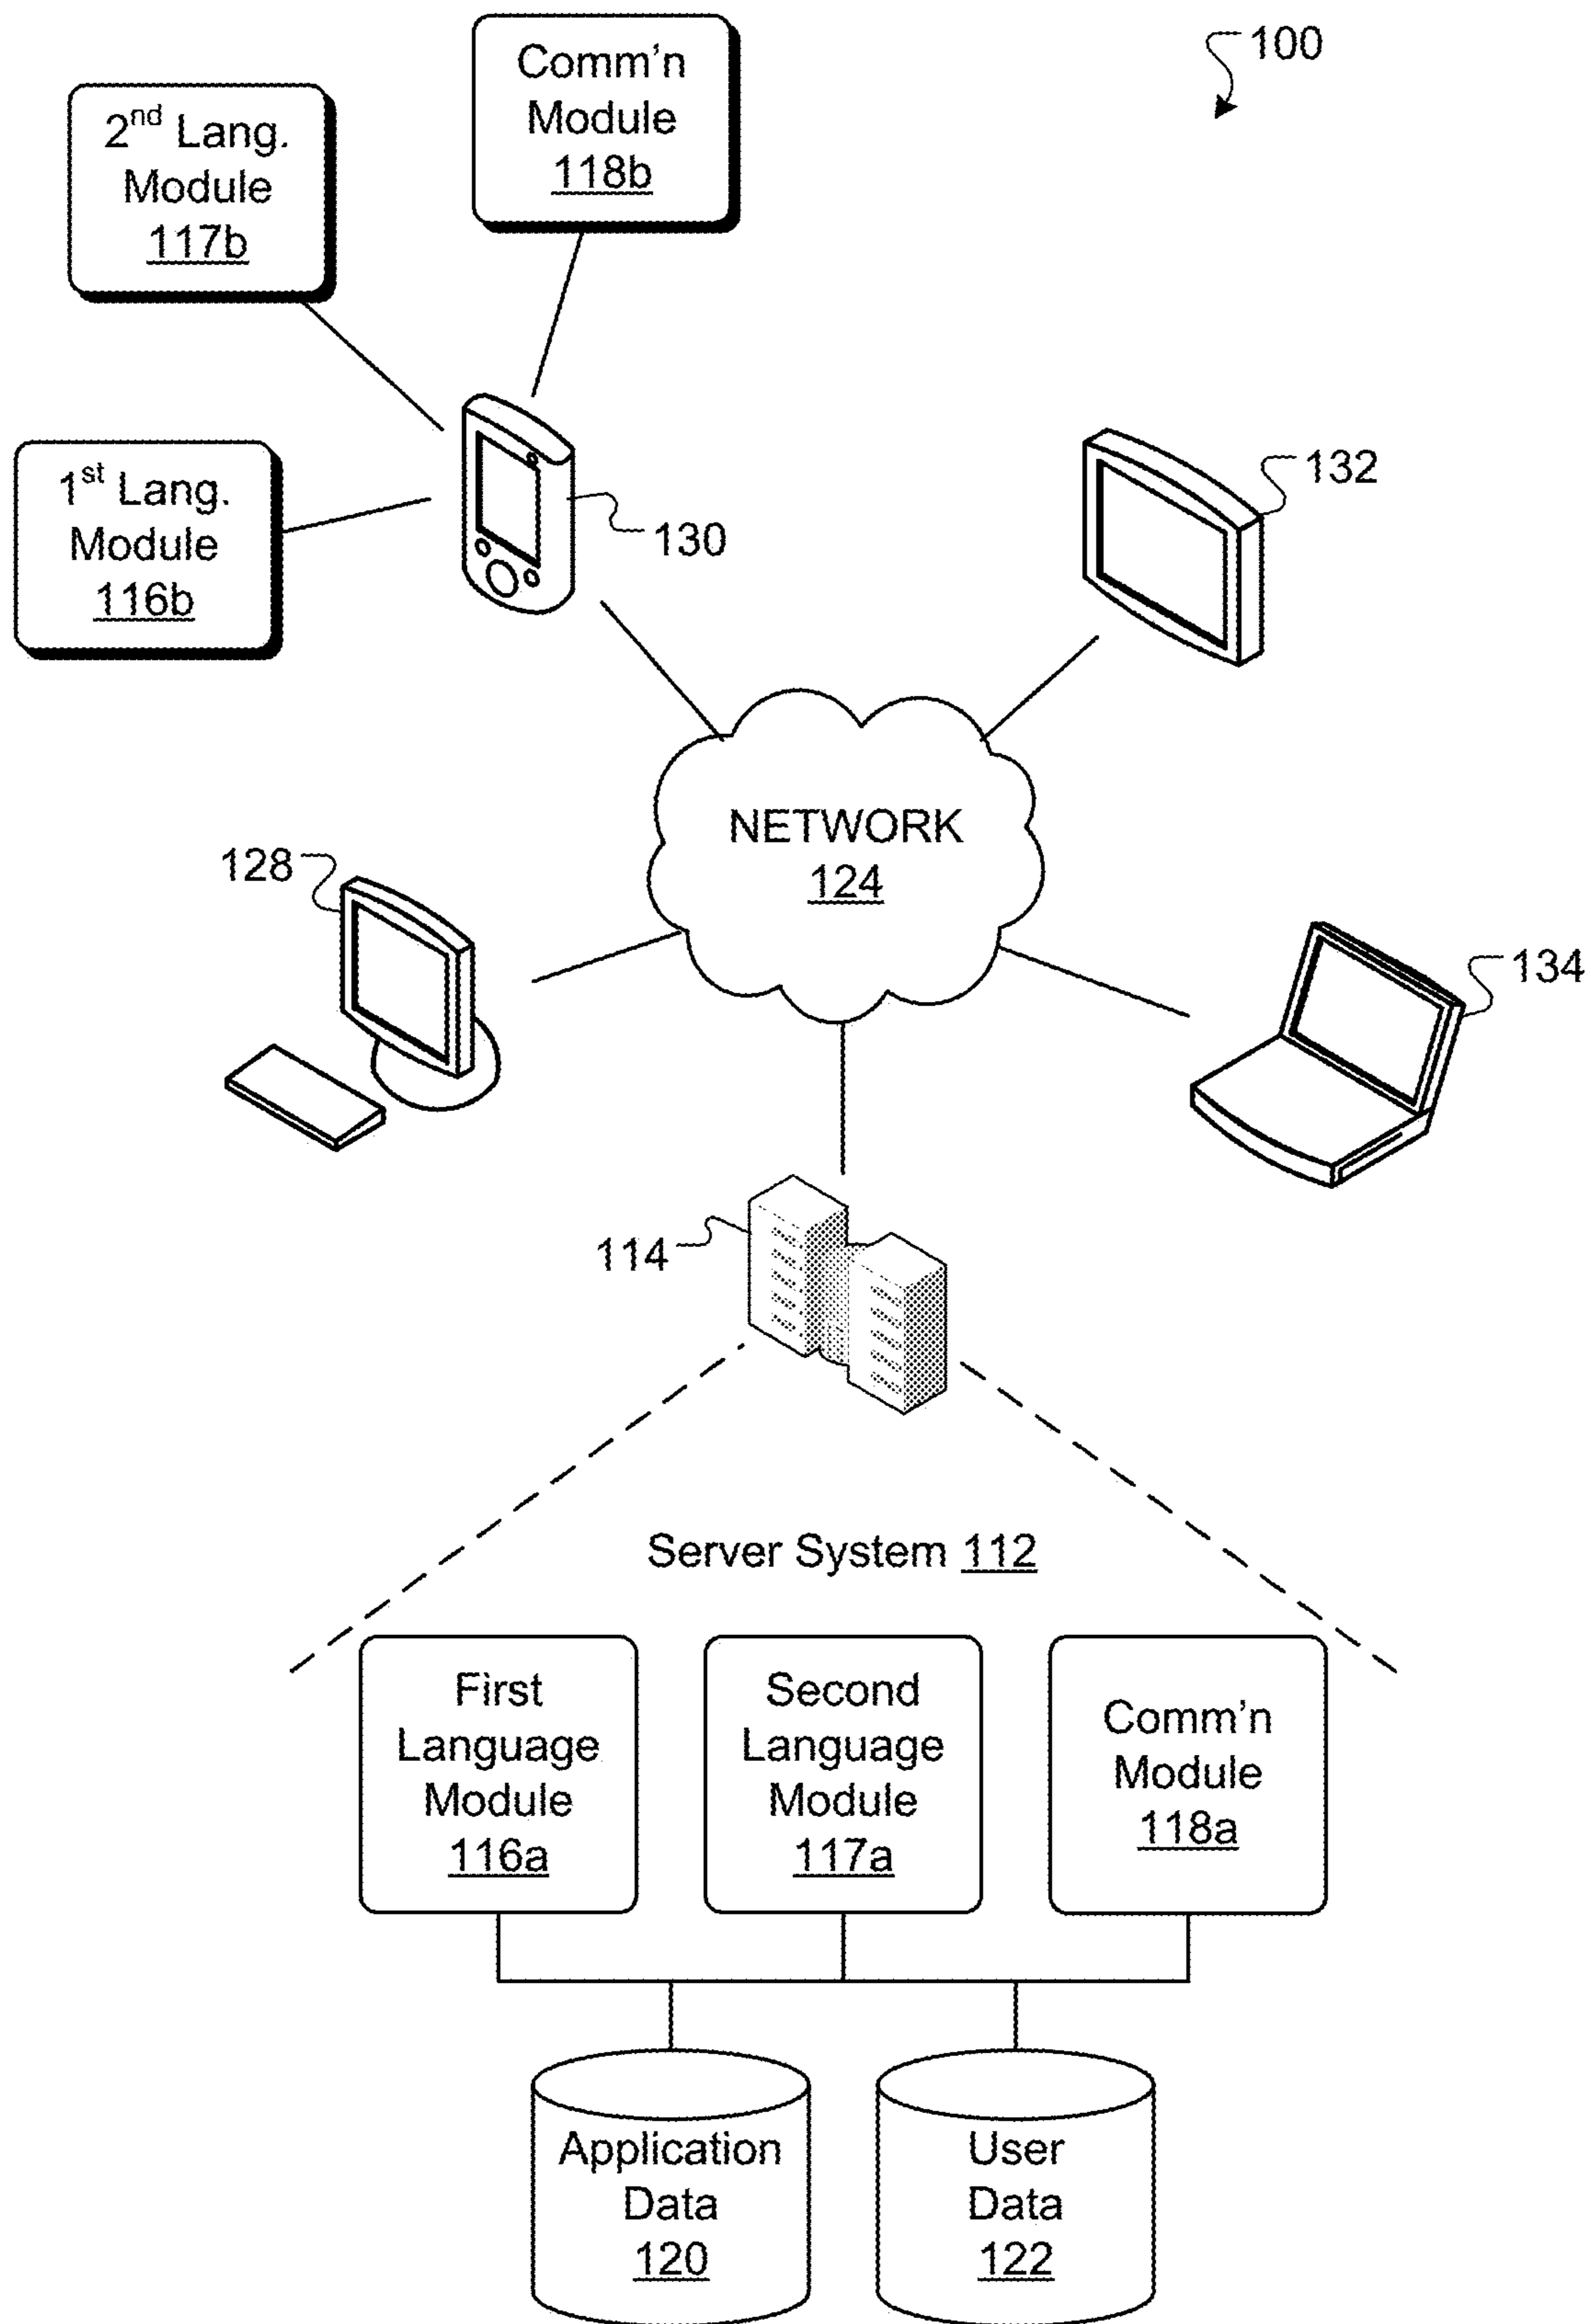 100
Comm'n
Module
118b
2nd Lang.
Module
117b
1st Lang.
Module
116b
130
132
NETWORK
124
128
134
114
Server System 112
First
Language
Module
116a
Second
Language
Module
117a
Comm'n
Module
118a
Application
Data
120
User
Data
122